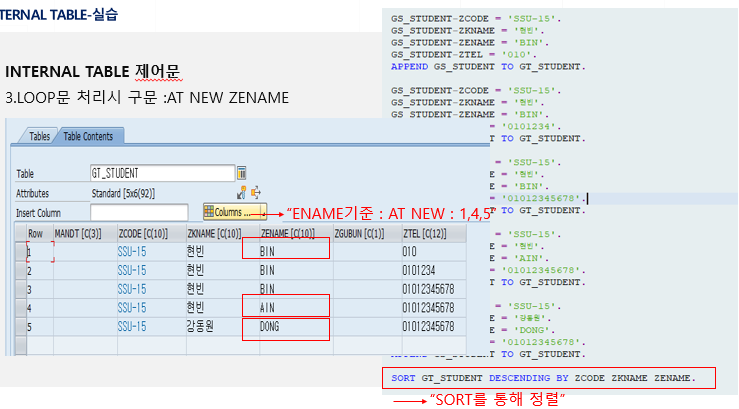 TERNAL TABLE-실습
INTERNAL TABLE 제어문
3.LOOP문 처리시 구문 :AT NEW ZENAME
Tables
Table Contents
Table
GT_STUDENT
Attributes
Standard [5x6(92)]
Insert Column
Columns ...
“ENAME기준 : AT NEW : 1,4,5”
Row MANDT [C(3)] ZCODE [C(10)] ZKNAME [C(10)] ZENAME [C(10)] ZGUBUN [C(1)] ZTEL [C(12)]
1 SSU-15 현빈 BIN 010
2 SSU-15 현빈 BIN 0101234
3 SSU-15 현빈 BIN 01012345678
4 SSU-15 현빈 AIN 01012345678
5 SSU-15 강동원 DONG 01012345678
GS_STUDENT-ZCODE = 'SSU-15'.
GS_STUDENT-ZKNAME = '현빈'.
GS_STUDENT-ZENAME = 'BIN'.
GS_STUDENT-ZTEL = '010'.
APPEND GS_STUDENT TO GT_STUDENT.
GS_STUDENT-ZCODE = 'SSU-15'.
GS_STUDENT-ZKNAME = '현빈'.
GS_STUDENT-ZENAME = 'BIN'.
= '0101234'.
T TO GT_STUDENT.
= 'SSU-15'.
E = '현빈'.
E = 'BIN'.
= '01012345678'.
T TO GT_STUDENT.
= 'SSU-15'.
E = '현빈'.
E = 'AIN'.
= '01012345678'.
T TO GT_STUDENT.
= 'SSU-15'.
E = '강동원'.
E = 'DONG'.
= '01012345678'.
APPEND GS_STUDENT TO GT_STUDENT.
SORT GT_STUDENT DESCENDING BY ZCODE ZKNAME ZENAME.
“SORT를 통해 정렬”